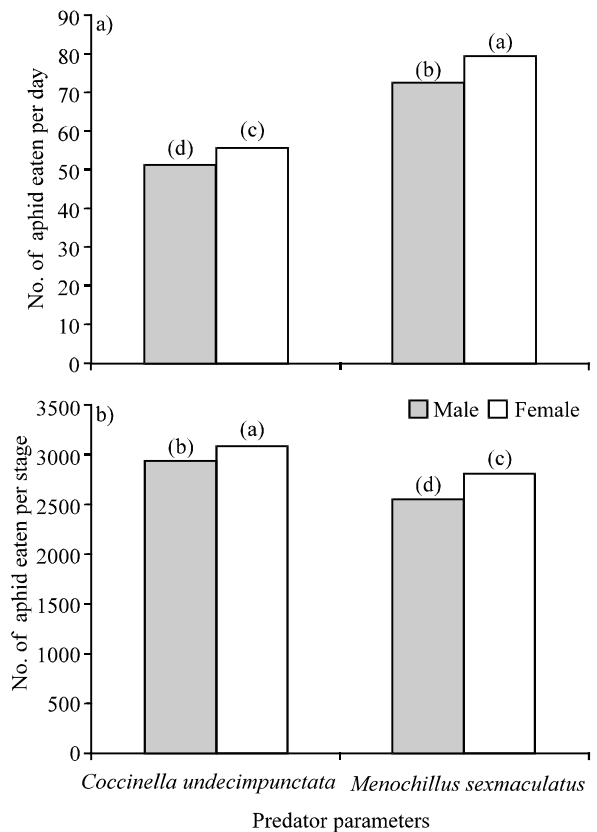 a)
No. of aphid eaten per day
90
80
70
60
50
40
30
20
10
0
(d)
(c)
(b)
(a)
b)
Male
Female
No. of aphid eaten per stage
3500
3000
2500
2000
1500
1000
500
0
(b)
(a)
(d)
(c)
Coccinella undecimpunctata
Menochillus sexmaculatus
Predator parameters